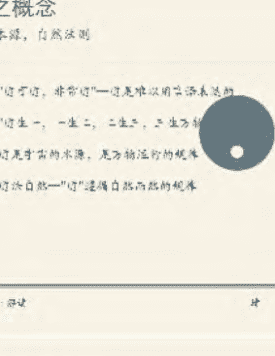 之概念
本源，自然法则
"道可道，非常道"—道是难以用言语表达的
"道生一，一生二，二生三，三生万物
道是宇宙的本源，是万物运行的规律
道法自然—"道"遵循自然而然的规律